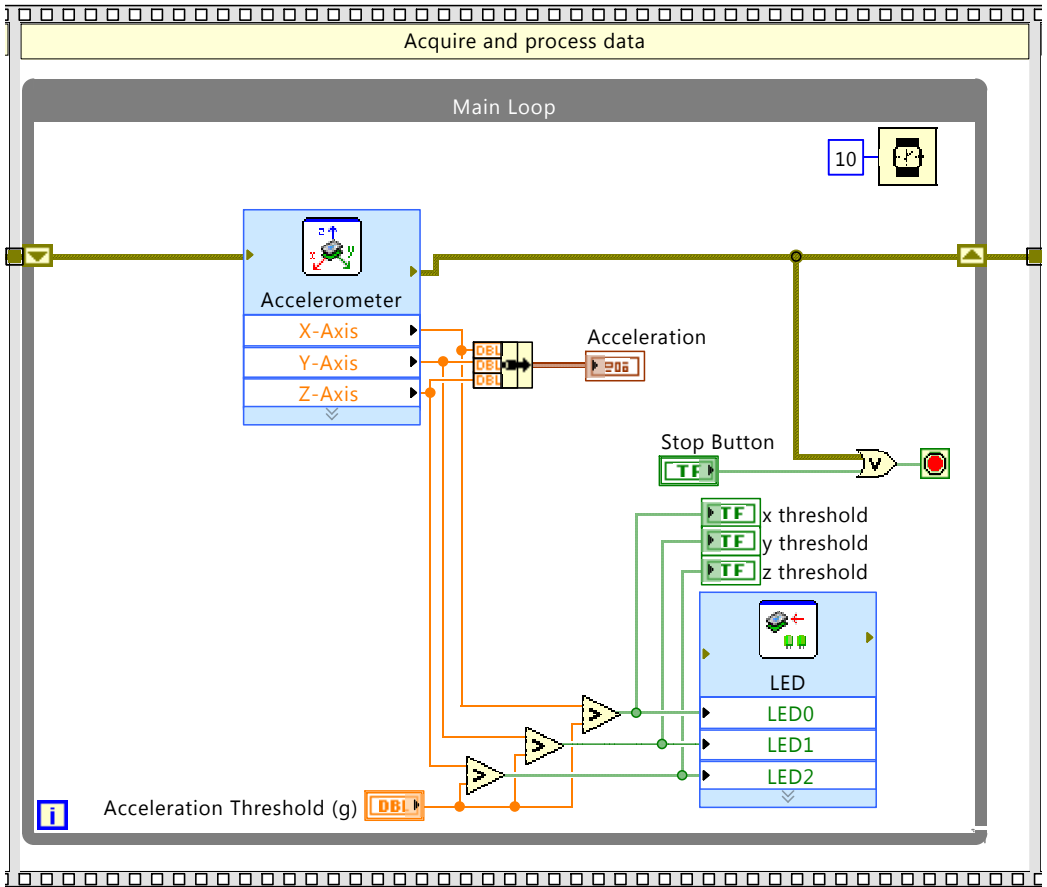 Acquire and process data
Main Loop
10
z
x y
Accelerometer
X-Axis
Y-Axis
Z-Axis
DBL
DBL
DBL
Acceleration
Stop Button
TF
V
TF x threshold
TF y threshold
TF z threshold
LED
LED0
LED1
LED2
>
>
>
Acceleration Threshold (g) DBL
i